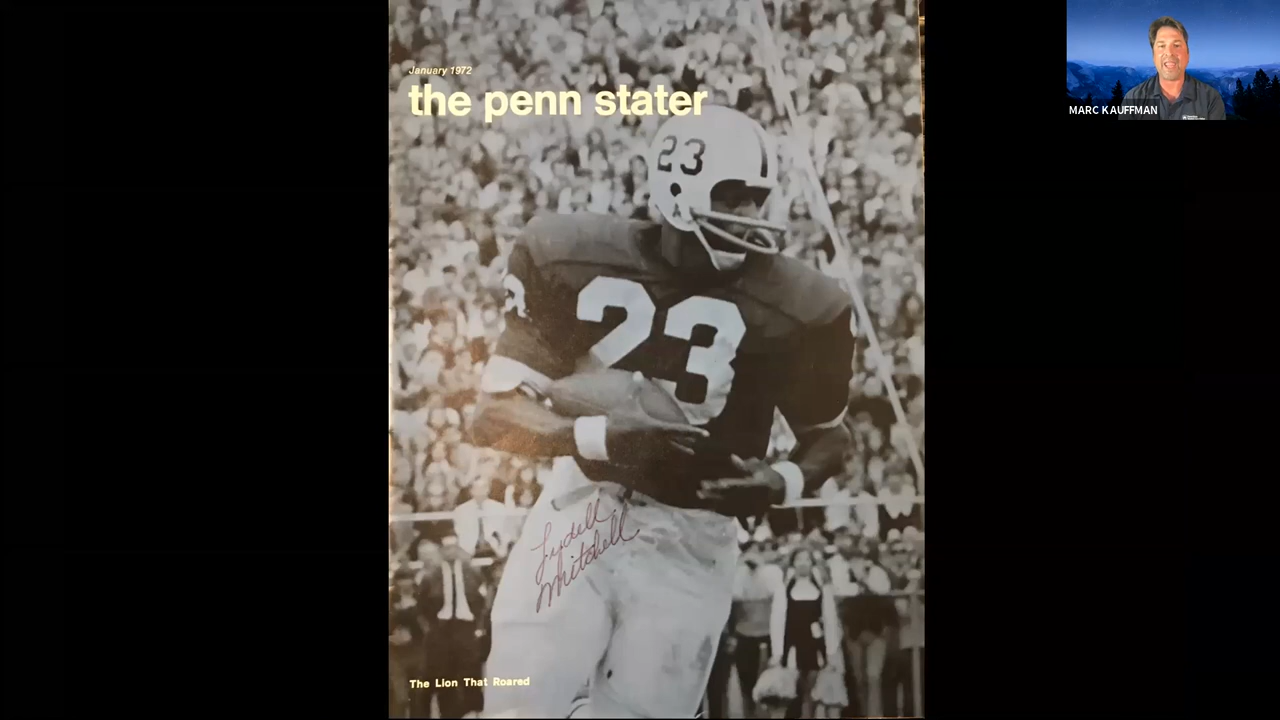 January 1972
the penn stater
23
23
Lydell
Mitchell
The Lion That Roared
MARC KAUFFMAN